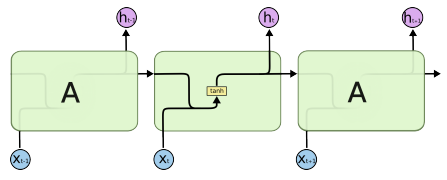 hₜ₋₁ hₜ hₜ₊₁
A tanh A
xₜ₋₁ xₜ xₜ₊₁